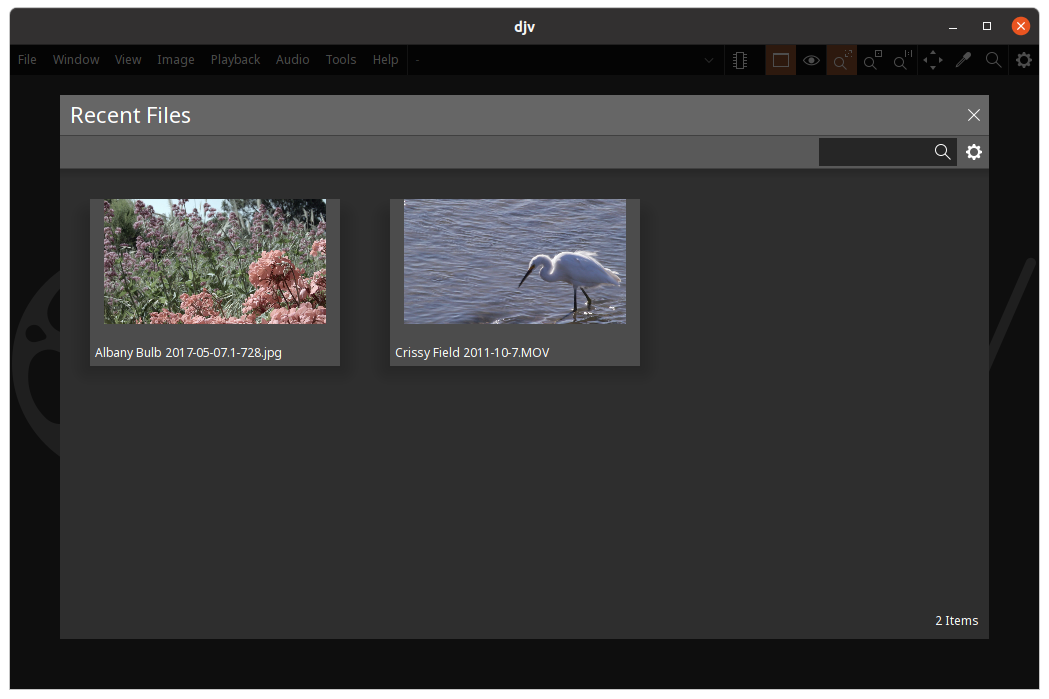 djv
File Window View Image Playback Audio Tools Help -
Recent Files
Albany Bulb 2017-05-07.1-728.jpg
Crissy Field 2011-10-7.MOV
2 Items